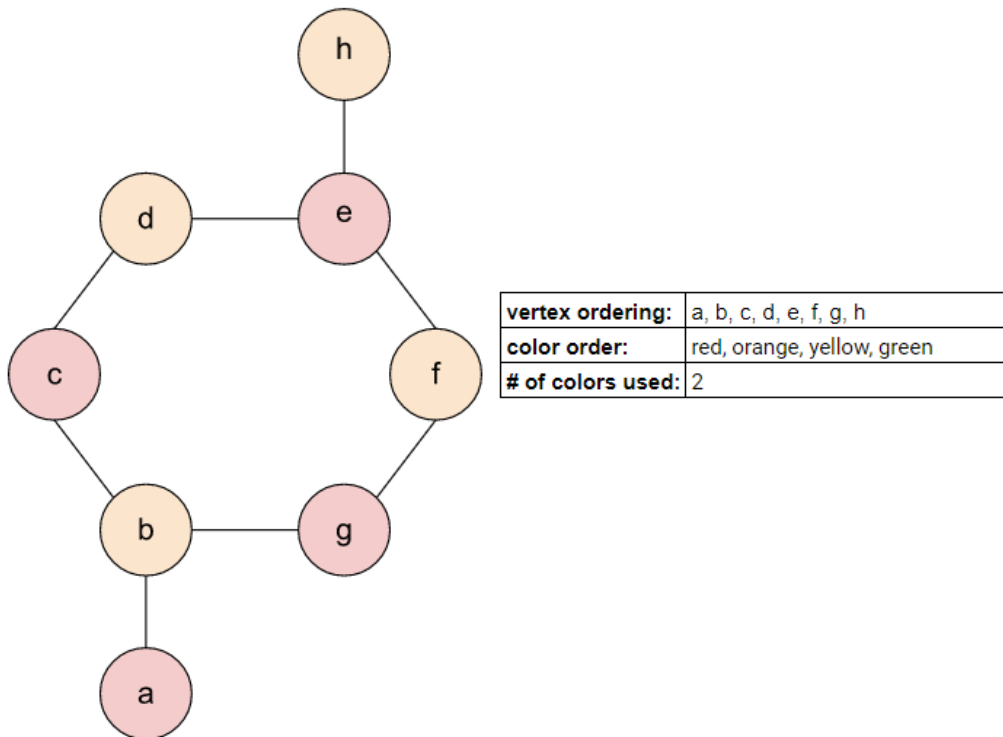 h
d
e
c
f
b
g
a
vertex ordering: a, b, c, d, e, f, g, h
color order: red, orange, yellow, green
# of colors used: 2